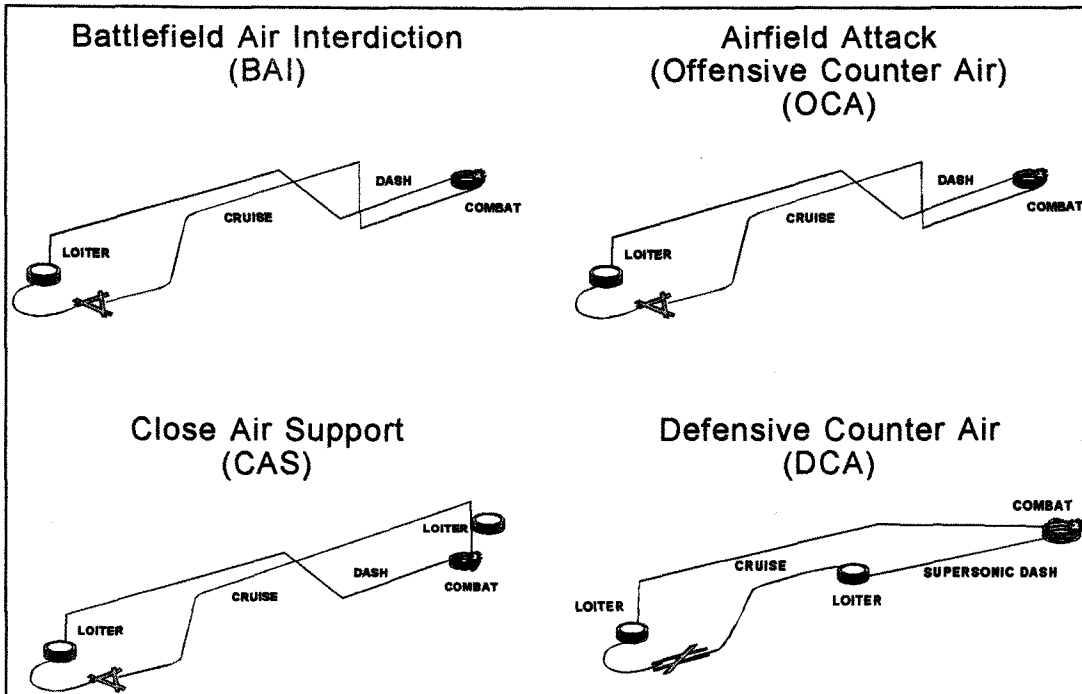 Battlefield Air Interdiction
(BAI)
DASH
COMBAT
CRUISE
LOITER
Airfield Attack
(Offensive Counter Air)
(OCA)
DASH
COMBAT
CRUISE
LOITER
Close Air Support
(CAS)
LOITER
DASH
COMBAT
CRUISE
LOITER
Defensive Counter Air
(DCA)
COMBAT
CRUISE
SUPERSONIC DASH
LOITER
LOITER